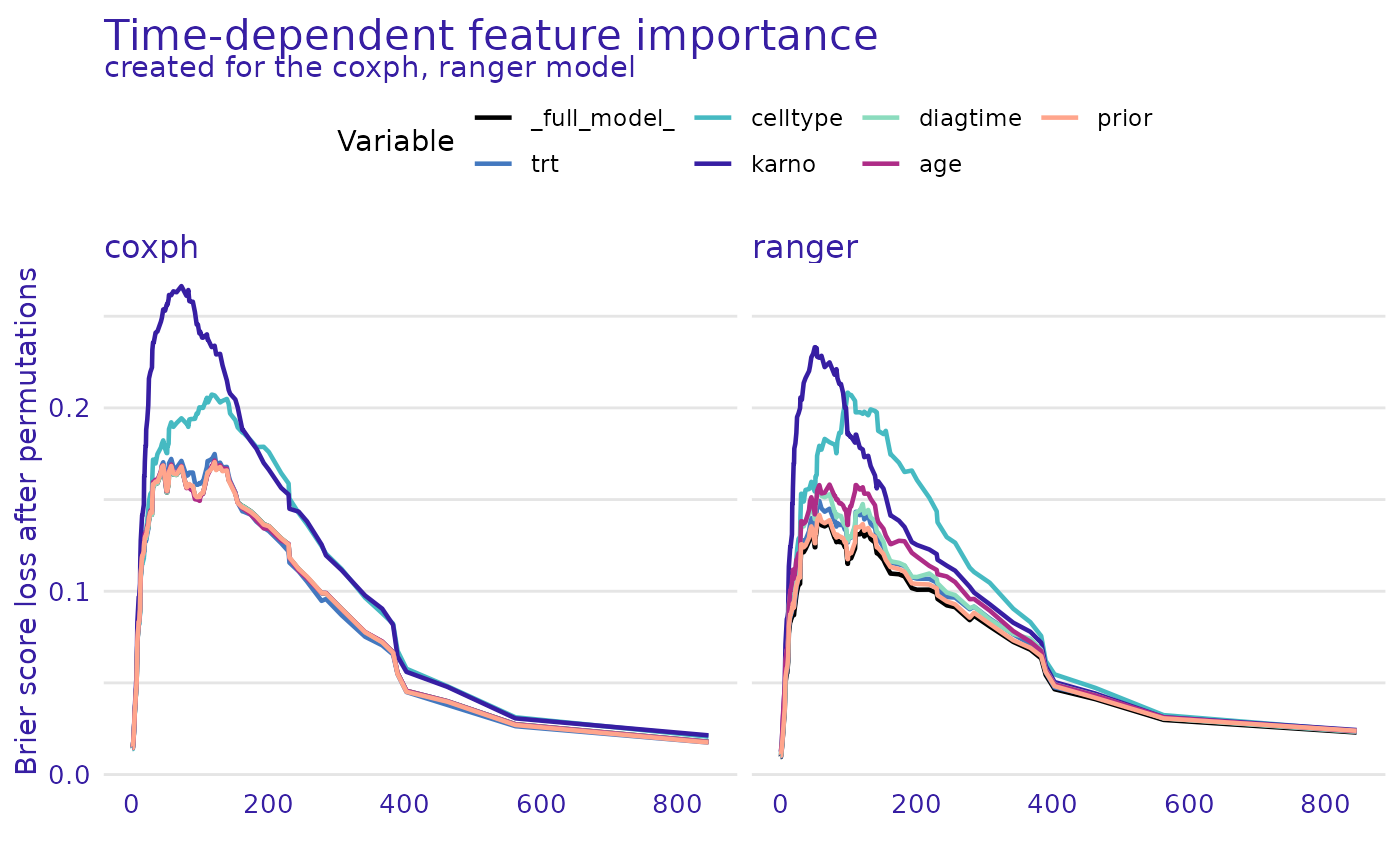 Time-dependent feature importance
created for the coxph, ranger model
Variable
_full_model_ celltype diagtime prior
trt karno age
coxph ranger
Brier score loss after permutations
0.2
0.1
0.0
0 200 400 600 800 0 200 400 600 800